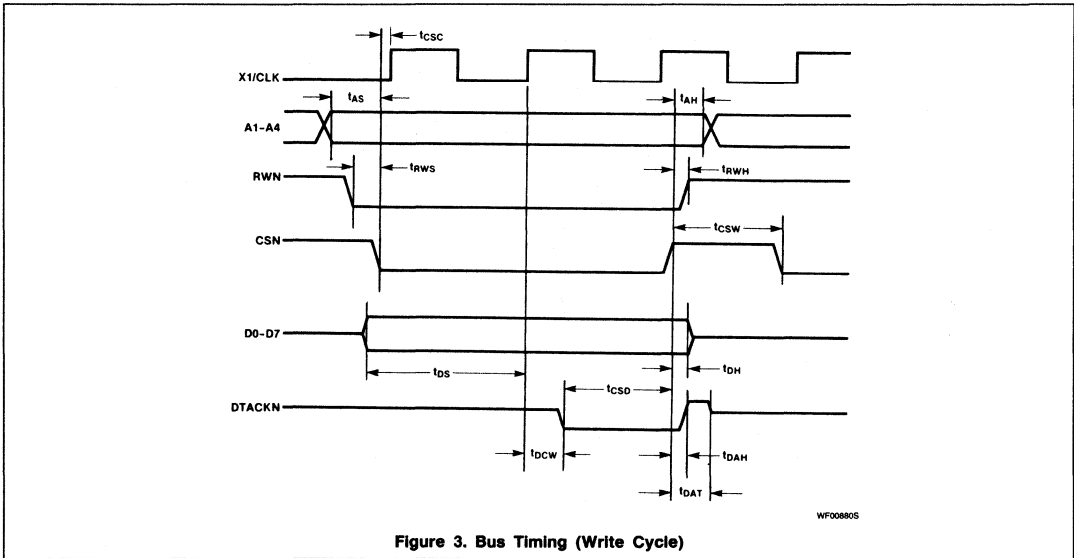 tCSC
X1/CLK
tAS
tAH
A1-A4
tRWS
tRWH
RWN
tCSW
CSN
D0-D7
tDS
tDH
tCSD
DTACKN
tDCW
tDAH
tDAT
WF00880S
Figure 3. Bus Timing (Write Cycle)